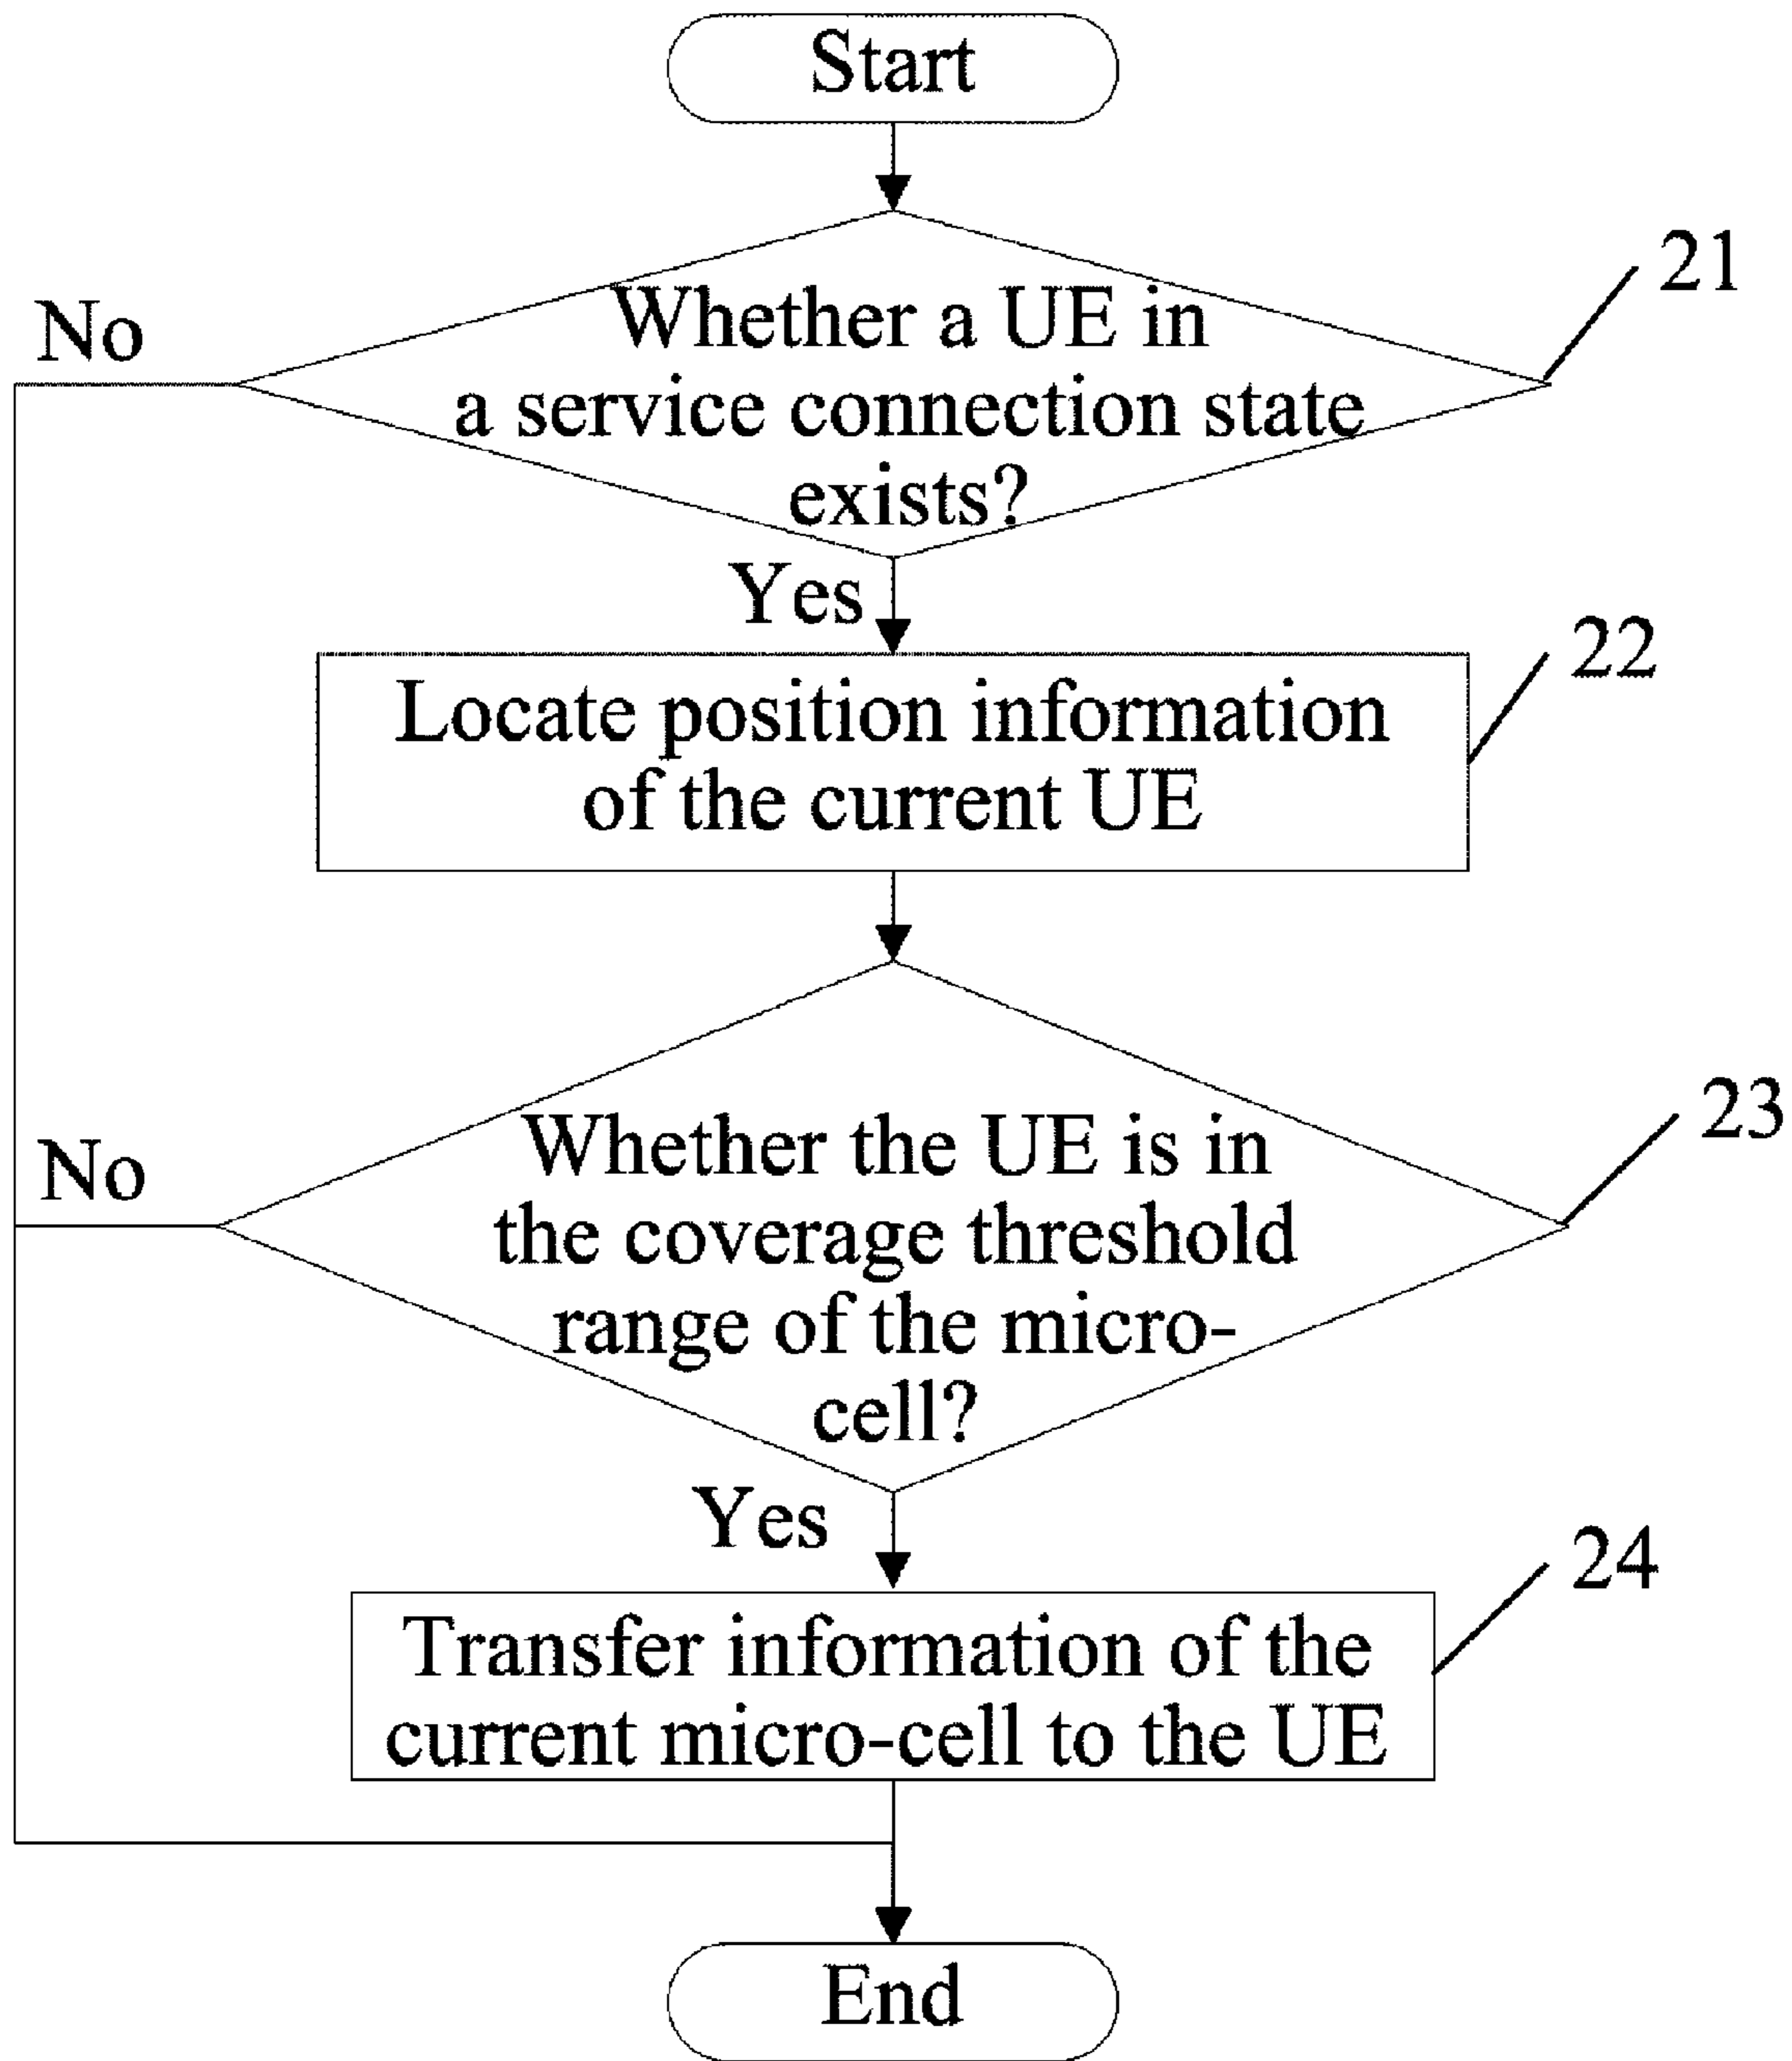 Start
21
No
Whether a UE in
a service connection state
exists?
Yes
22
Locate position information
of the current UE
23
No
Whether the UE is in
the coverage threshold
range of the micro-
cell?
Yes
24
Transfer information of the
current micro-cell to the UE
End